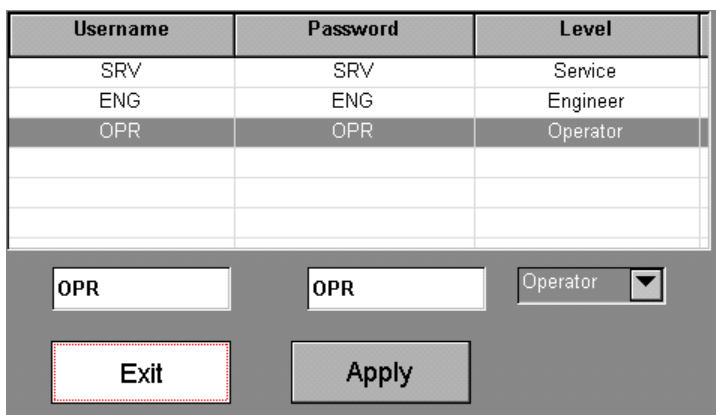 Username Password Level
SRV SRV Service
ENG ENG Engineer
OPR OPR Operator
OPR OPR Operator
Exit Apply